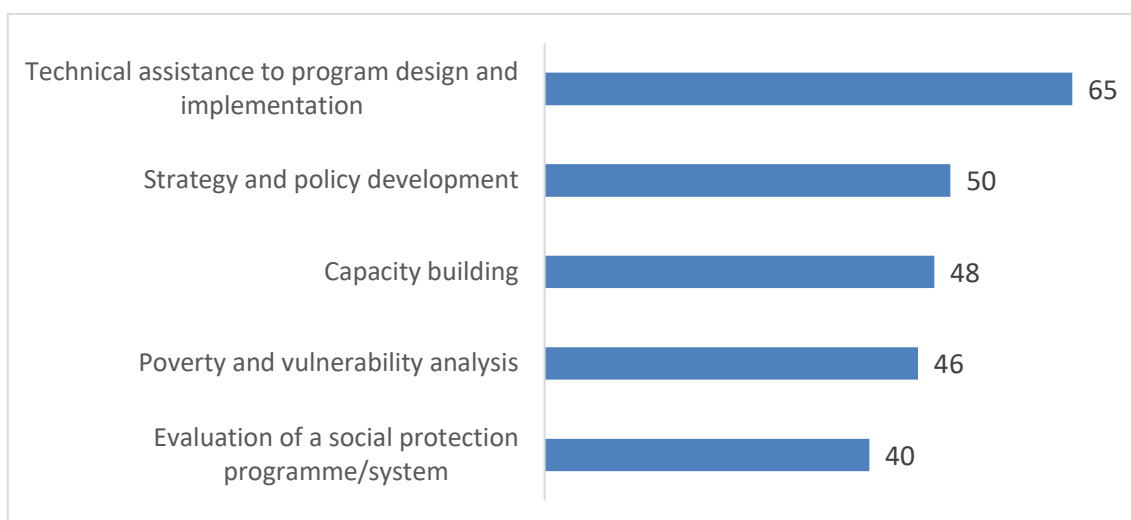 Technical assistance to program design and
implementation
65
Strategy and policy development
50
Capacity building
48
Poverty and vulnerability analysis
46
Evaluation of a social protection
programme/system
40